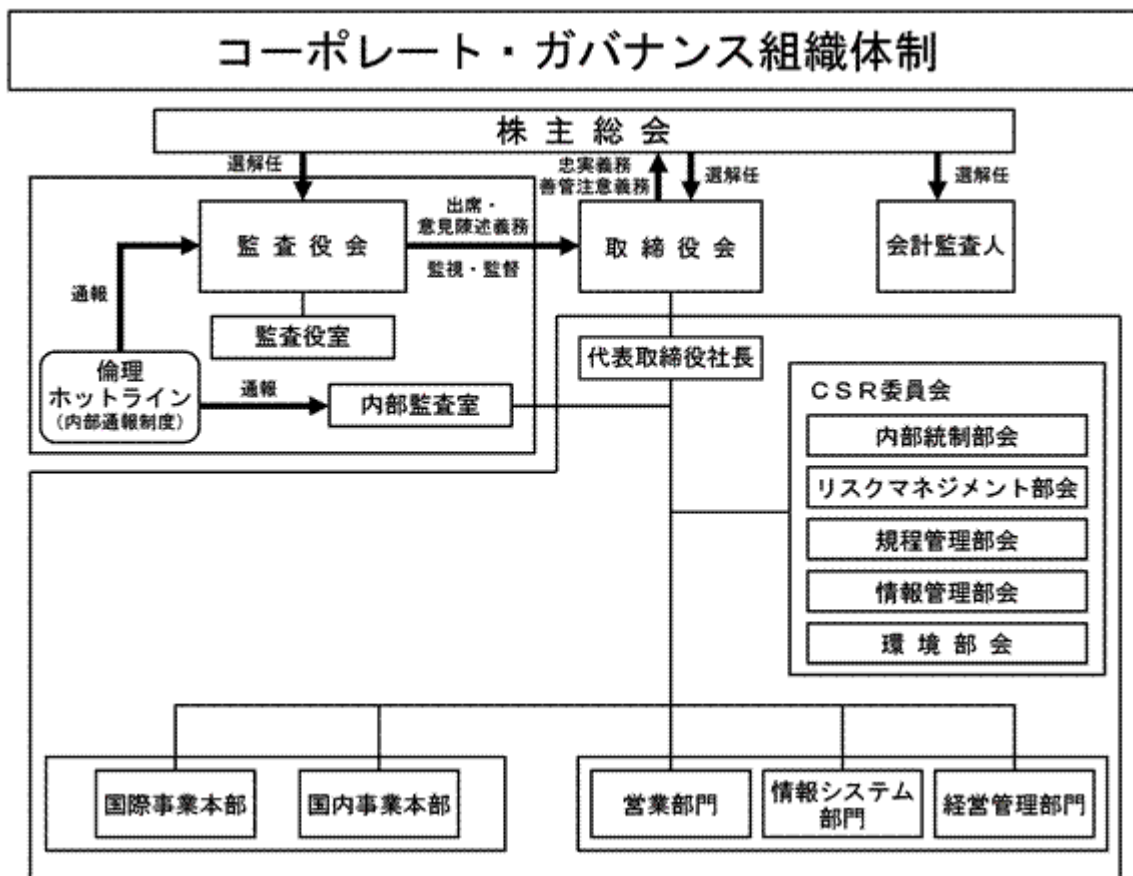 コーポレート・ガバナンス組織体制
株主総会
選解任
忠実義務
善管注意義務
選解任
選解任
出席・
意見陳述義務
監査役会
取締役会
会計監査人
監視・監督
通報
監査役室
代表取締役社長
倫理
ホットライン
（内部通報制度）
通報
内部監査室
ＣＳＲ委員会
内部統制部会
リスクマネジメント部会
規程管理部会
情報管理部会
環境部会
国際事業本部
国内事業本部
営業部門
情報システム
部門
経営管理部門